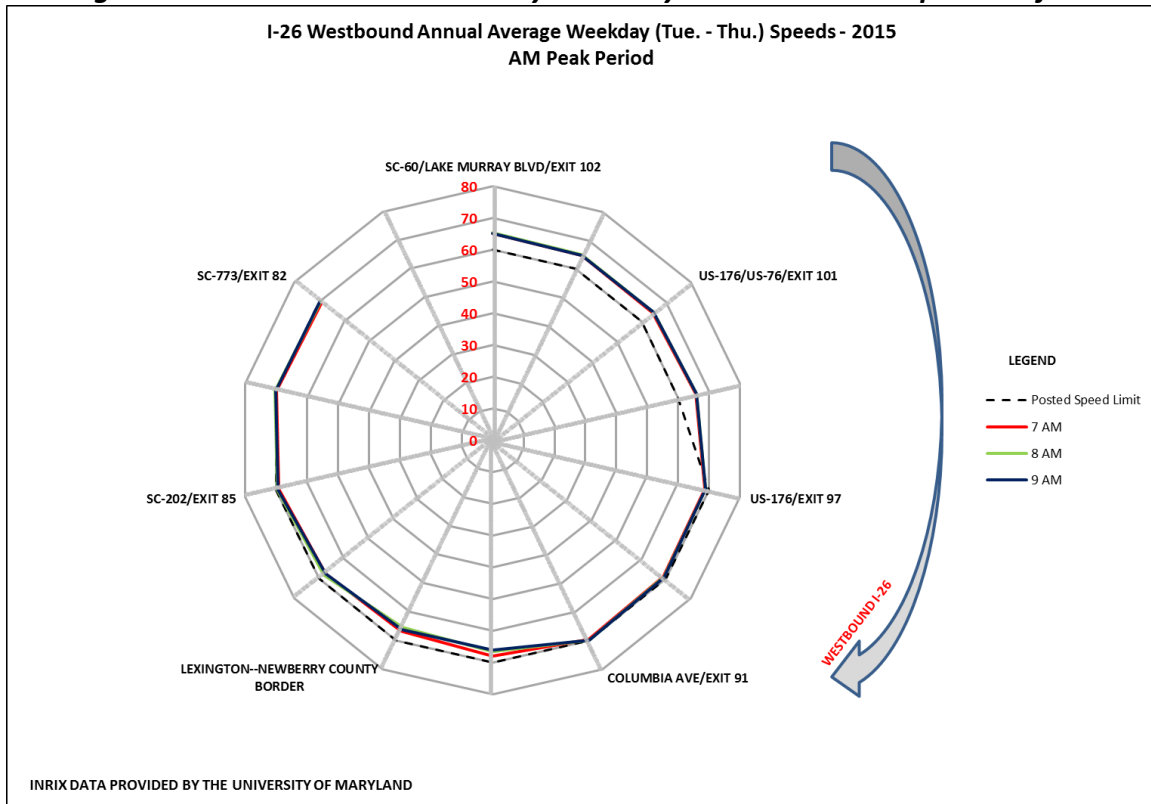 I-26 Westbound Annual Average Weekday (Tue. - Thu.) Speeds - 2015
AM Peak Period
SC-60/LAKE MURRAY BLVD/EXIT 102
80
70
60
50
40
30
20
10
0
US-176/US-76/EXIT 101
US-176/EXIT 97
COLUMBIA AVE/EXIT 91
LEXINGTON--NEWBERRY COUNTY
BORDER
SC-202/EXIT 85
SC-773/EXIT 82
WESTBOUND I-26
LEGEND
Posted Speed Limit
7 AM
8 AM
9 AM
INRIX DATA PROVIDED BY THE UNIVERSITY OF MARYLAND